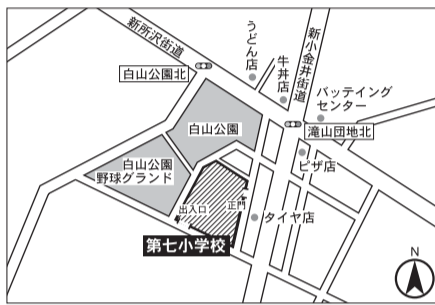 新所沢街道
白山公園北
うどん店
牛丼店
新小金井街道
バッティング
センター
滝山団地北
白山公園
ピザ店
白山公園
野球グランド
出入口
正門
タイヤ店
第七小学校
N